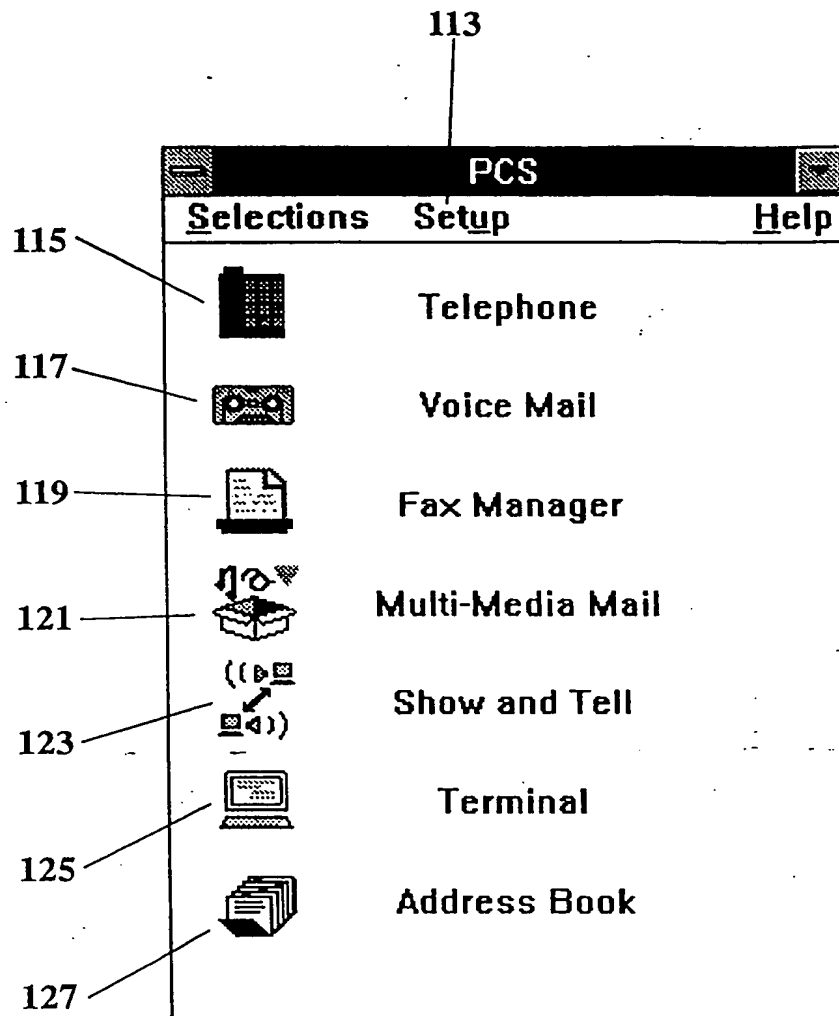 113
PCS
Selections Setup Help
115
Telephone
117
Voice Mail
119
Fax Manager
121
Multi-Media Mail
123
Show and Tell
125
Terminal
127
Address Book